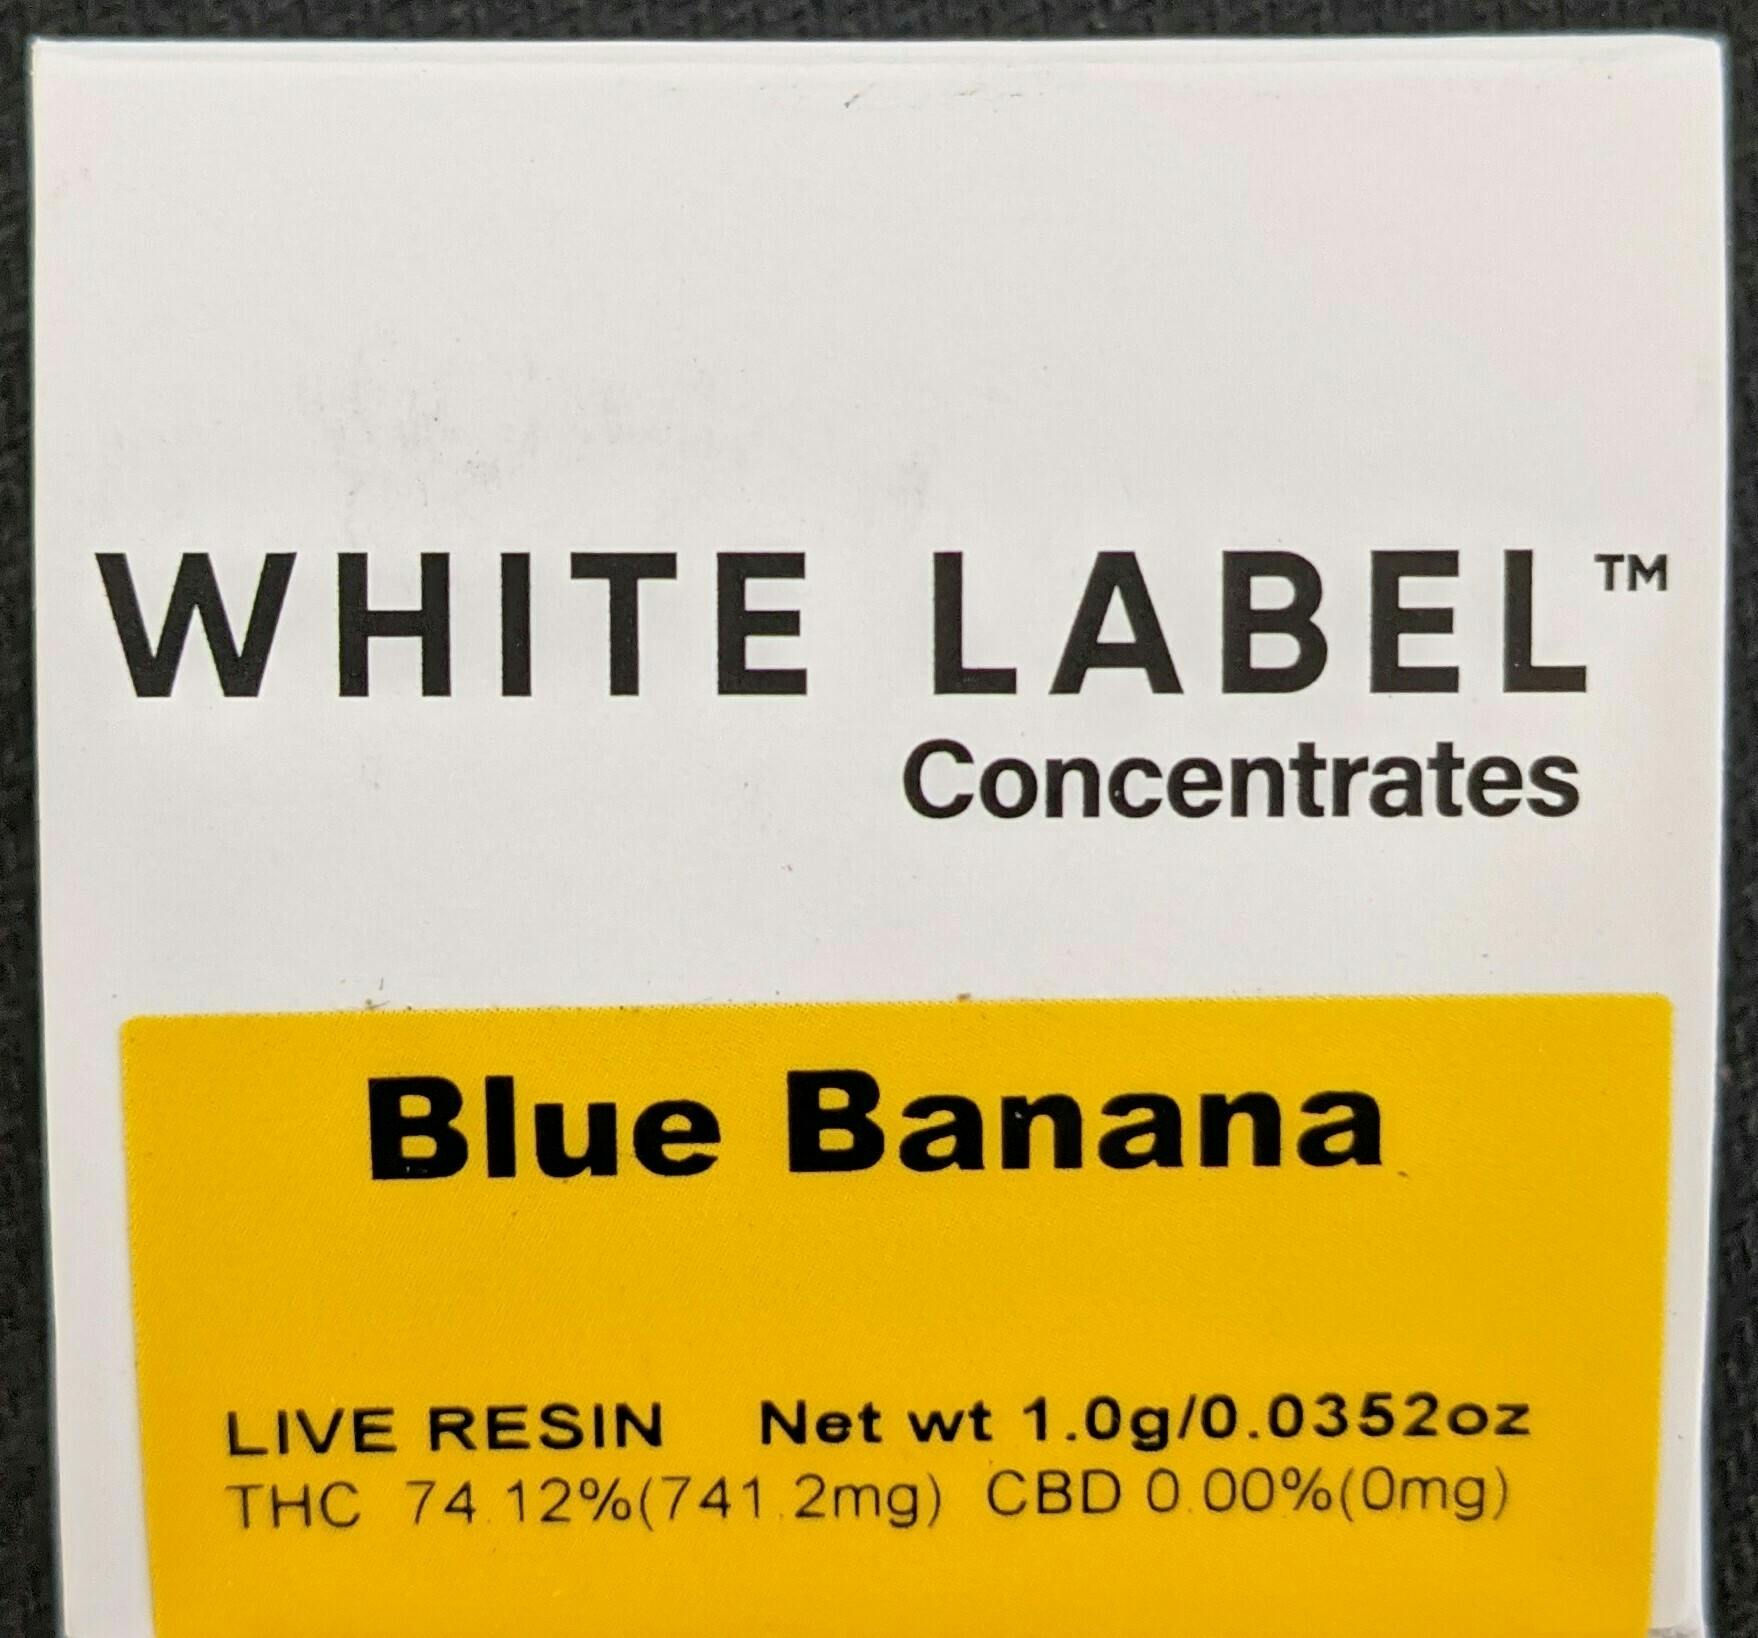 WHITE LABEL™
Concentrates
Blue Banana
LIVE RESIN Net wt 1.0g/0.0352oz
THC 74.12%(741.2mg) CBD 0.00%(0mg)